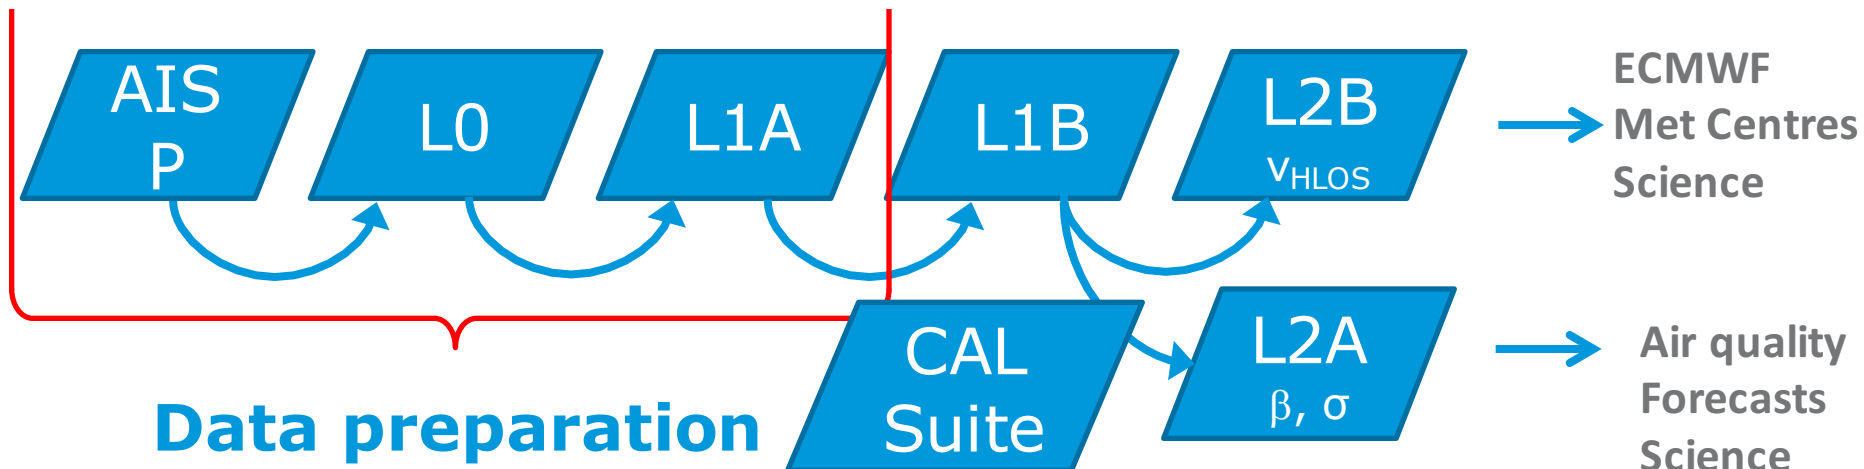 AIS
P
L0
L1A
L1B
L2B
vHLOS
ECMWF
Met Centres
Science
CAL
Suite
L2A
β, σ
Air quality
Forecasts
Science
Data preparation